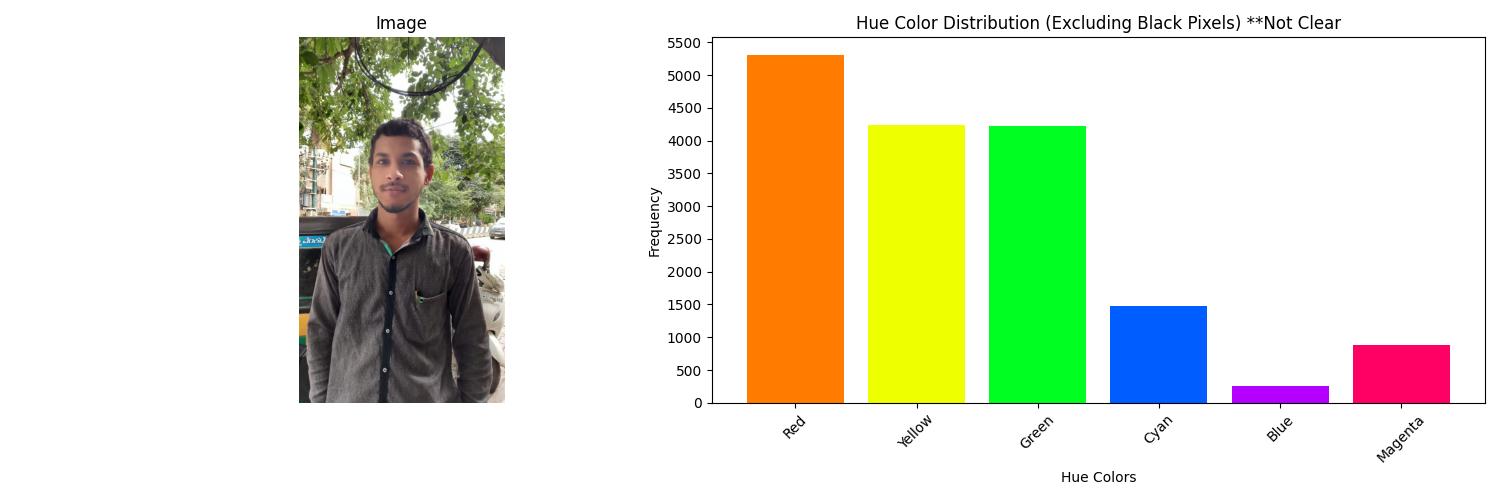 Image
Hue Color Distribution (Excluding Black Pixels) **Not Clear
5500
5000
4500
4000
3500
3000
2500
2000
1500
1000
500
0
Frequency
Red
Yellow
Green
Cyan
Blue
Magenta
Hue Colors